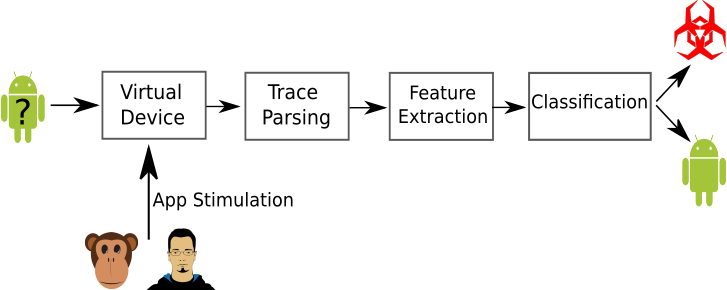 ?
Virtual
Device
Trace
Parsing
Feature
Extraction
Classification
App Stimulation